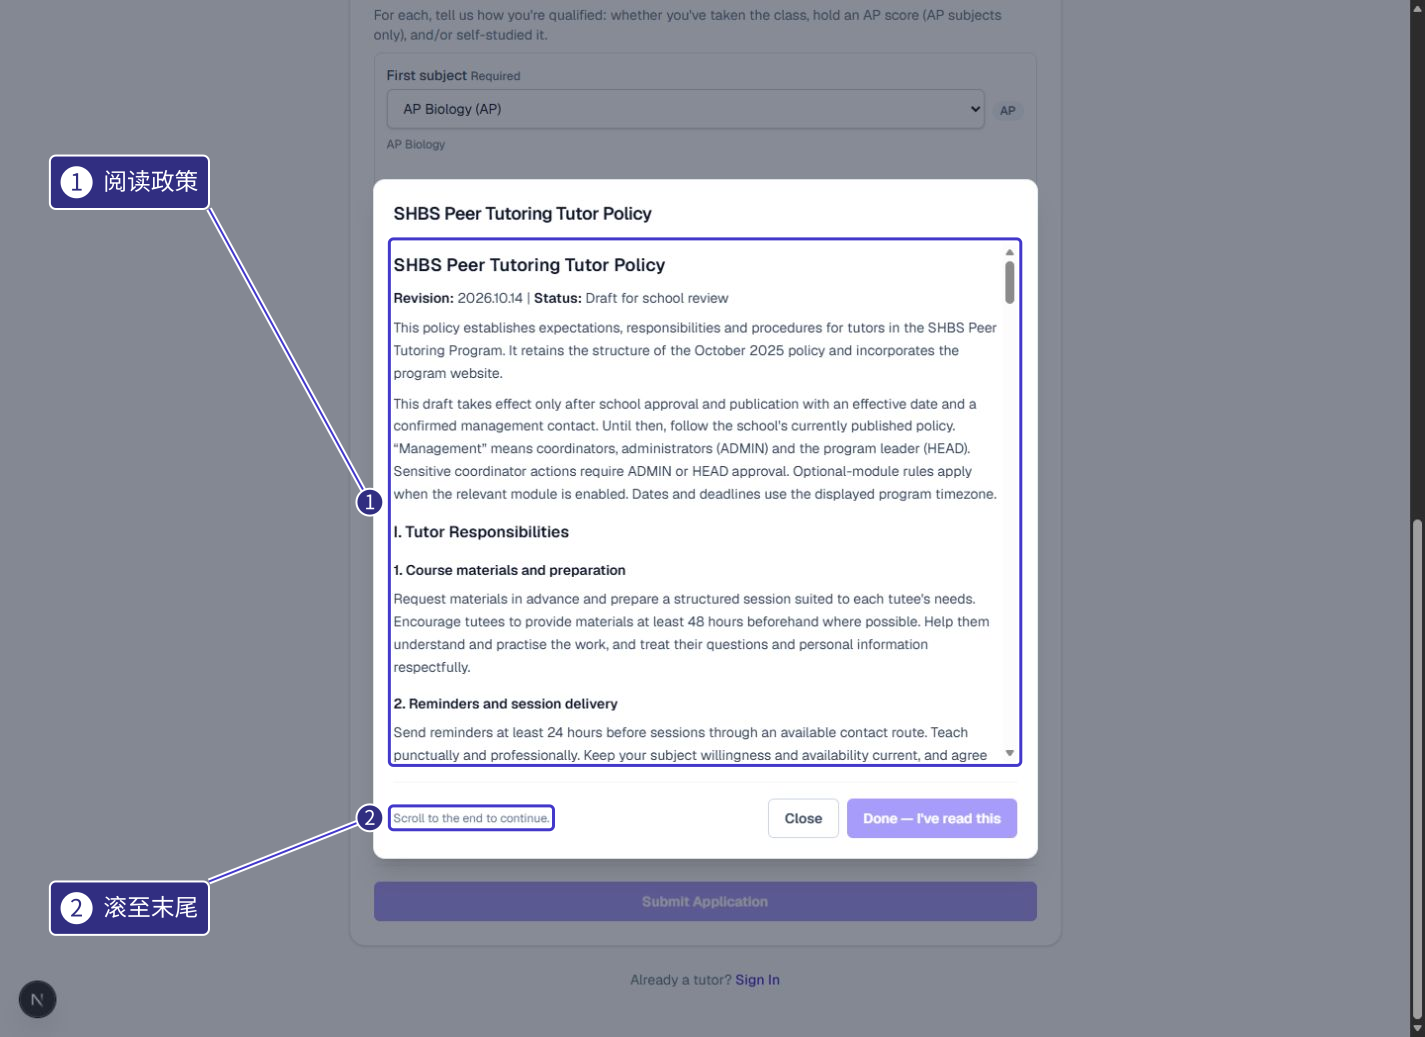 For each, tell us how you're qualified: whether you've taken the class, hold an AP score (AP subjects
only), and/or self-studied it.
First subject Required
AP Biology (AP)
AP
AP Biology
1 阅读政策
SHBS Peer Tutoring Tutor Policy
SHBS Peer Tutoring Tutor Policy
Revision: 2026.10.14 | Status: Draft for school review
This policy establishes expectations, responsibilities and procedures for tutors in the SHBS Peer
Tutoring Program. It retains the structure of the October 2025 policy and incorporates the
program website.
This draft takes effect only after school approval and publication with an effective date and a
confirmed management contact. Until then, follow the school's currently published policy.
“Management” means coordinators, administrators (ADMIN) and the program leader (HEAD).
Sensitive coordinator actions require ADMIN or HEAD approval. Optional-module rules apply
when the relevant module is enabled. Dates and deadlines use the displayed program timezone.
1
I. Tutor Responsibilities
1. Course materials and preparation
Request materials in advance and prepare a structured session suited to each tutee's needs.
Encourage tutees to provide materials at least 48 hours beforehand where possible. Help them
understand and practise the work, and treat their questions and personal information
respectfully.
2. Reminders and session delivery
Send reminders at least 24 hours before sessions through an available contact route. Teach
punctually and professionally. Keep your subject willingness and availability current, and agree
2
Scroll to the end to continue.
Close
Done — I've read this
2 滚至末尾
Submit Application
Already a tutor? Sign In
N